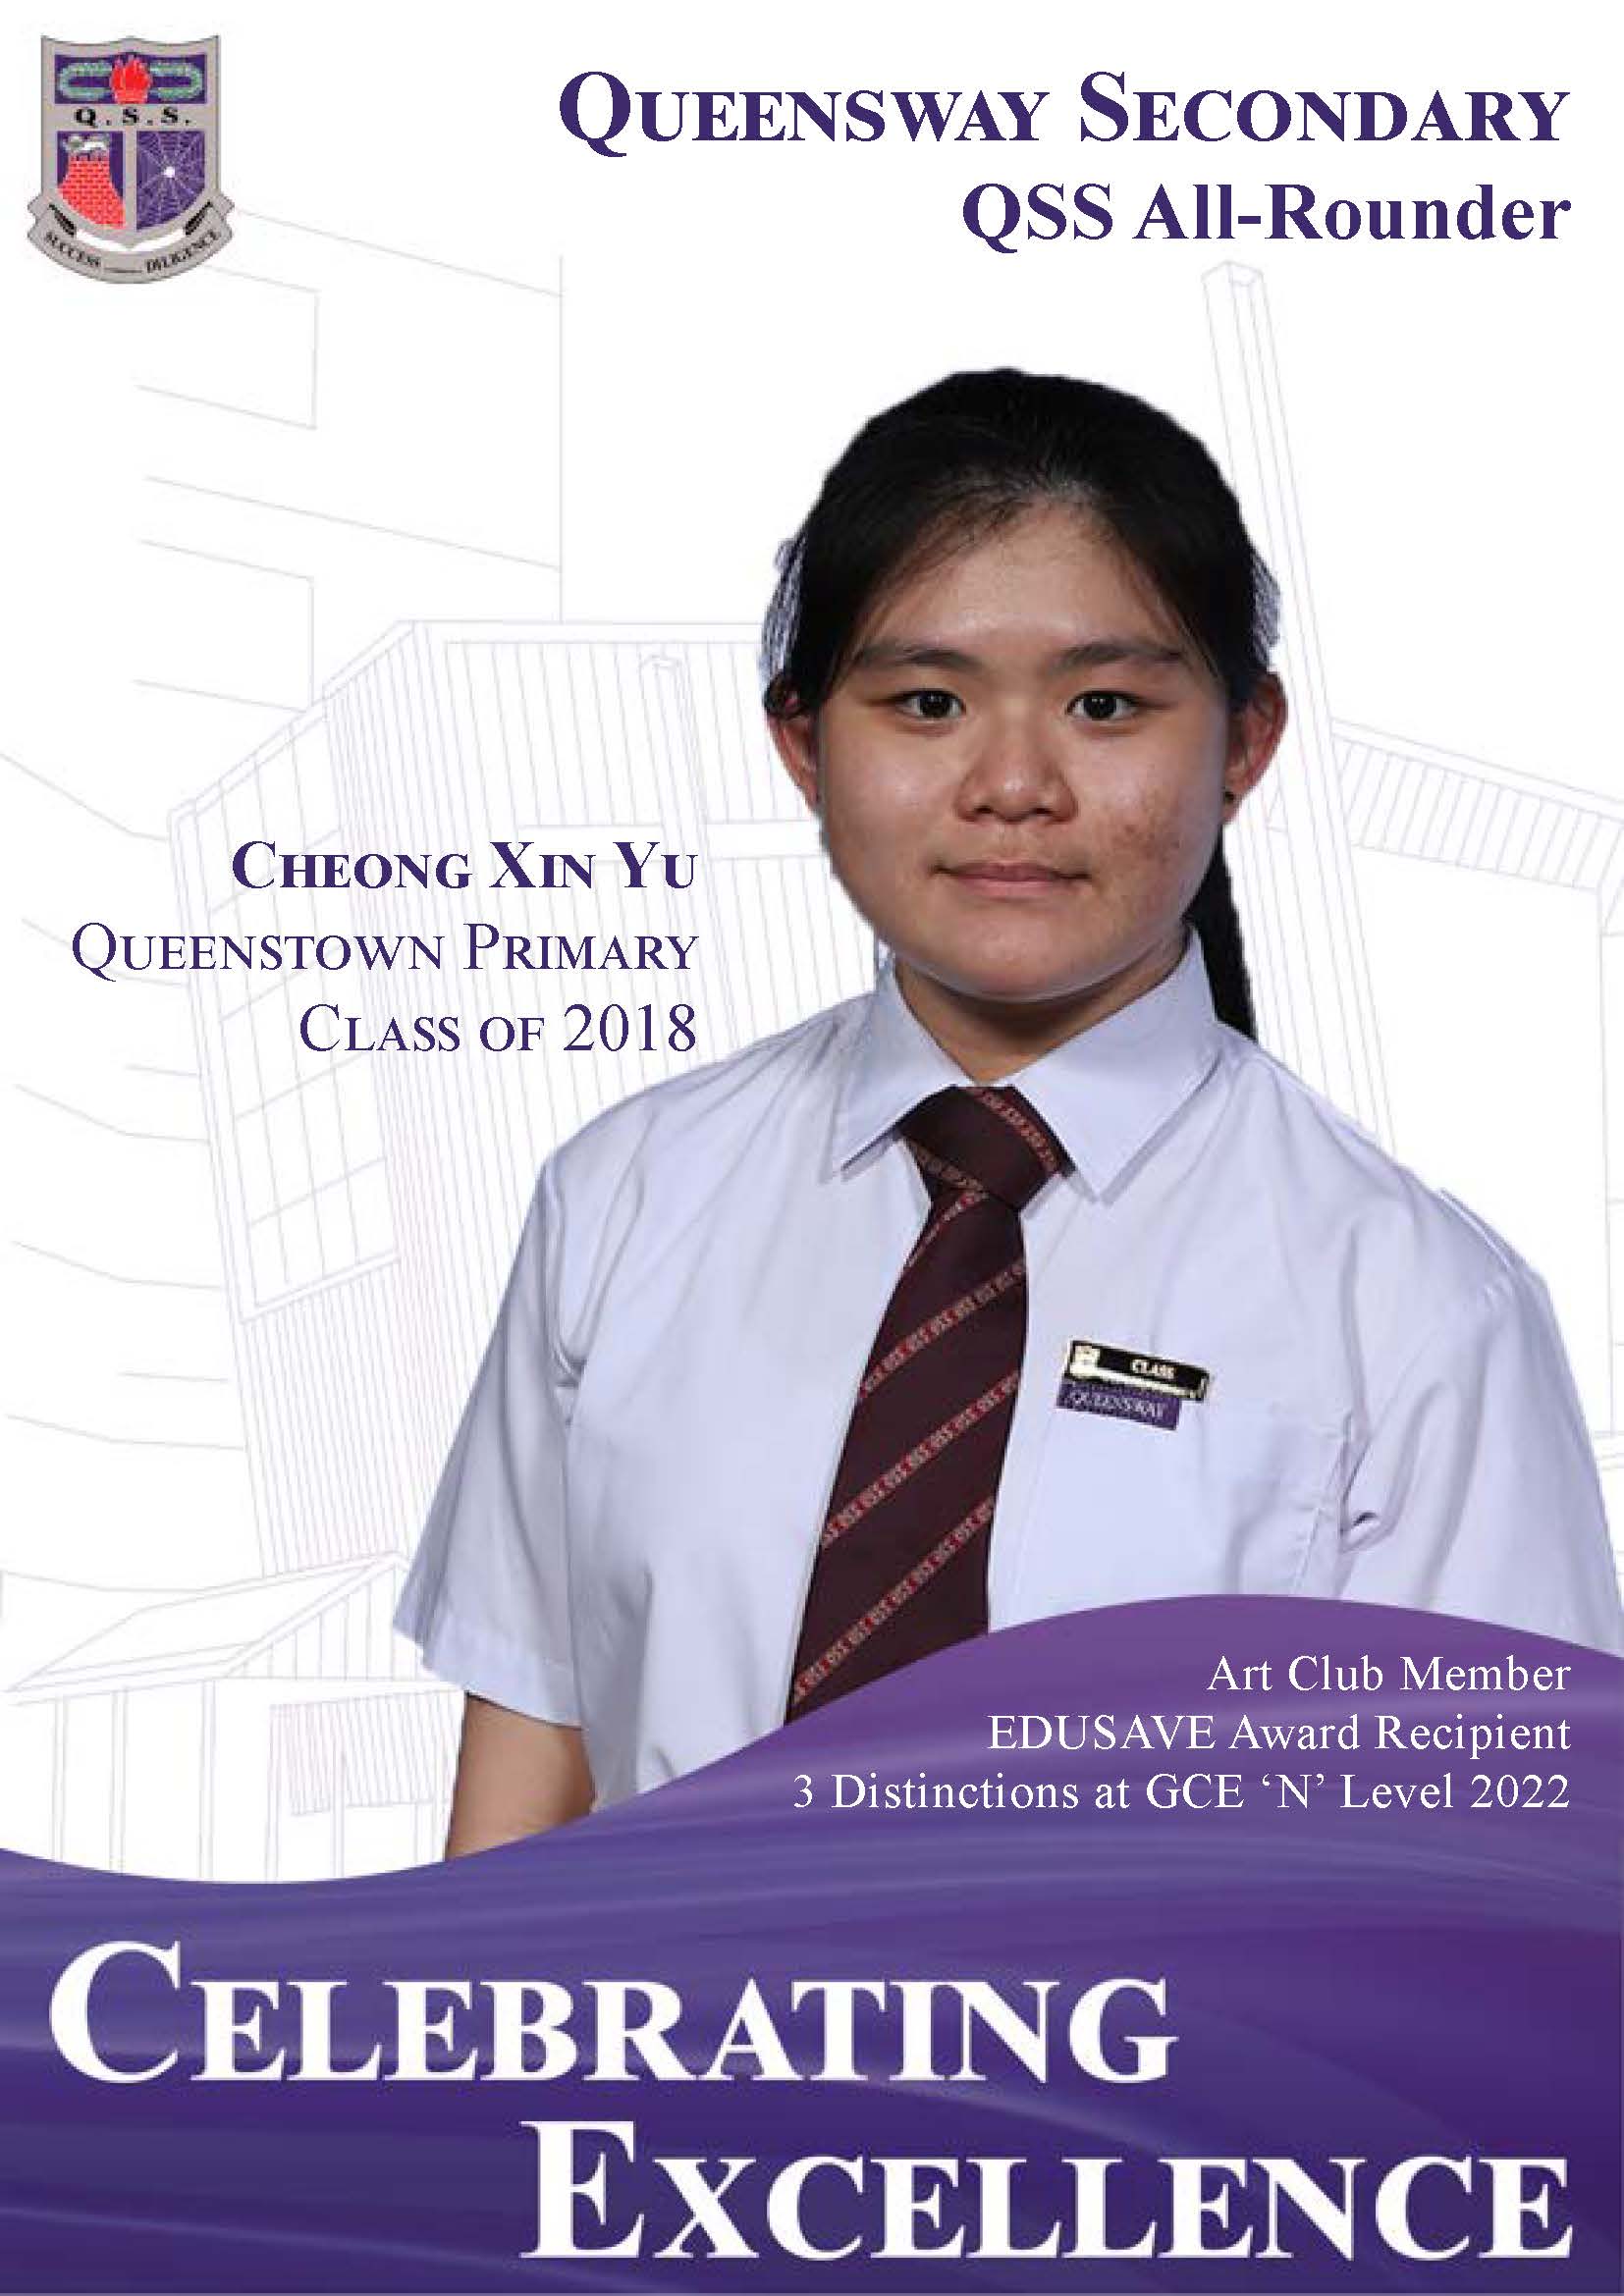 Q.S.S.
SUCCESS DILIGENCE
QUEENSWAY SECONDARY
QSS All-Rounder
CHEONG XIN YU
QUEENSTOWN PRIMARY
CLASS OF 2018
CLASS
QUEENSWAY
Art Club Member
EDUSAVE Award Recipient
3 Distinctions at GCE ‘N’ Level 2022
CELEBRATING
EXCELLENCE